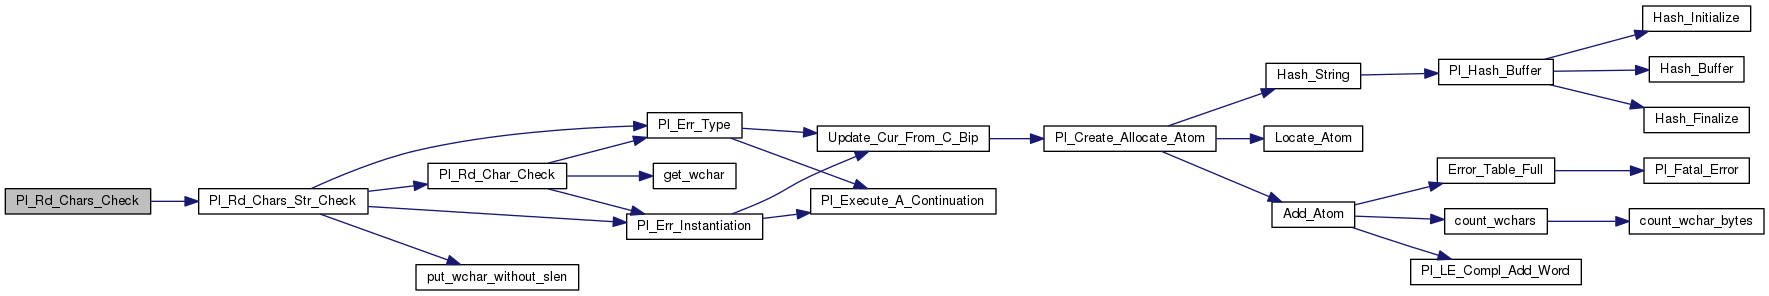 Pl_Rd_Chars_Check
Pl_Rd_Chars_Str_Check
Pl_Err_Type
Pl_Rd_Char_Check
get_wchar
Pl_Err_Instantiation
put_wchar_without_slen
Update_Cur_From_C_Bip
Pl_Execute_A_Continuation
Pl_Create_Allocate_Atom
Hash_String
Locate_Atom
Add_Atom
Pl_Hash_Buffer
Error_Table_Full
count_wchars
Pl_LE_Compl_Add_Word
Hash_Initialize
Hash_Buffer
Hash_Finalize
Pl_Fatal_Error
count_wchar_bytes